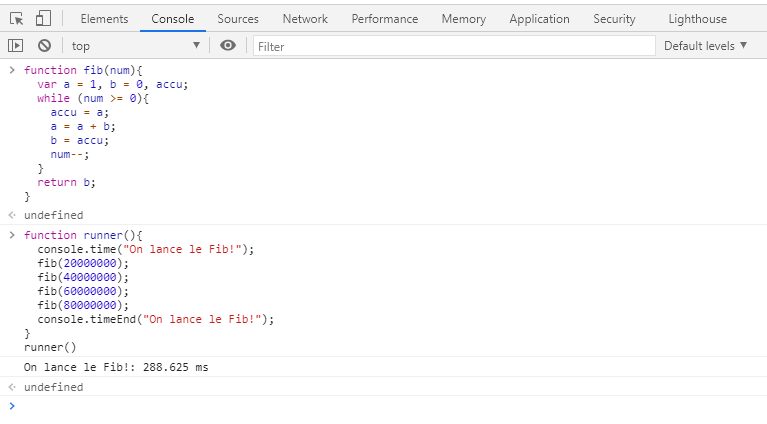 Elements Console Sources Network Performance Memory Application Security Lighthouse
top Filter Default levels
function fib(num){
var a = 1, b = 0, accu;
while (num >= 0){
accu = a;
a = a + b;
b = accu;
num--;
}
return b;
}
undefined
function runner(){
console.time("On lance le Fib!");
fib(20000000);
fib(40000000);
fib(60000000);
fib(80000000);
console.timeEnd("On lance le Fib!");
}
runner()
On lance le Fib!: 288.625 ms
undefined